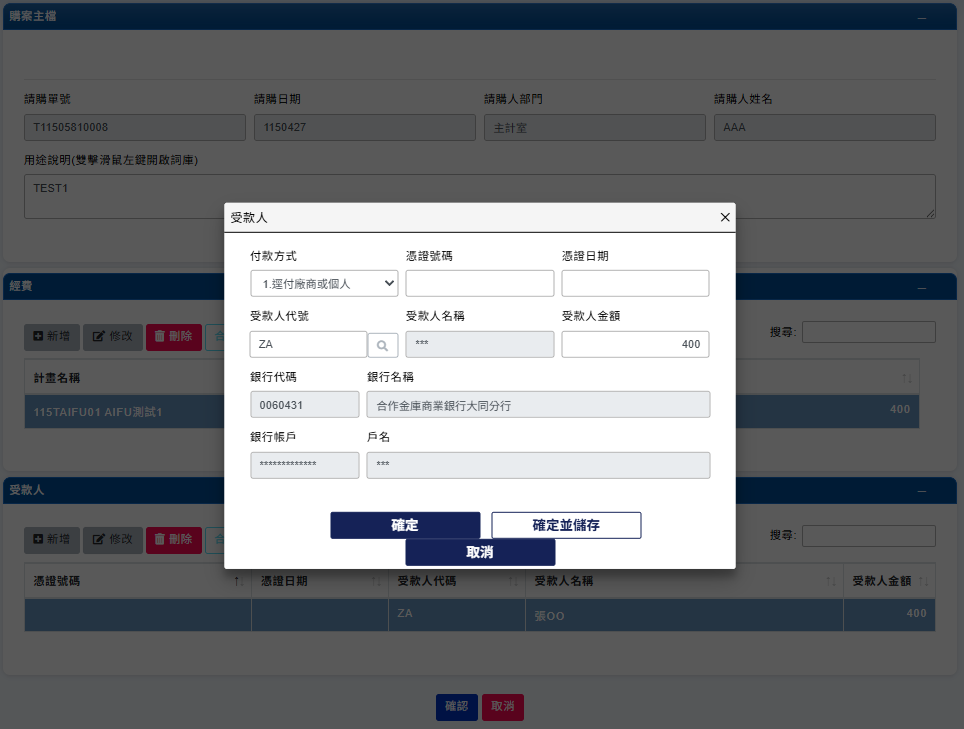 購案主檔
請購單號 請購日期 請購人部門 請購人姓名
T11505810008 1150427 主計室 AAA
用途說明(雙擊滑鼠左鍵開啟詞庫)
TEST1
受款人
付款方式 憑證號碼 憑證日期
1.逕付廠商或個人
受款人代號 受款人名稱 受款人金額
ZA *** 400
銀行代碼 銀行名稱
0060431 合作金庫商業銀行大同分行
銀行帳戶 戶名
************* ***
確定 確定並儲存
取消
經費
新增 修改 刪除 合 搜尋:
計畫名稱
115TAIFU01 AIFU測試1 400
受款人
新增 修改 刪除 合 搜尋:
憑證號碼 憑證日期 受款人代碼 受款人名稱 受款人金額
ZA 張OO 400
確認 取消